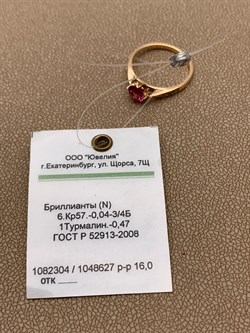 ООО "Ювелия"
г.Екатеринбург, ул. Щорса, 7Щ
Бриллианты (N)
6.Кр57.-0,04-3/4Б
1Турмалин.-0,47
ГОСТ Р 52913-2008
1082304 / 1048627 р-р 16,0
отк ____